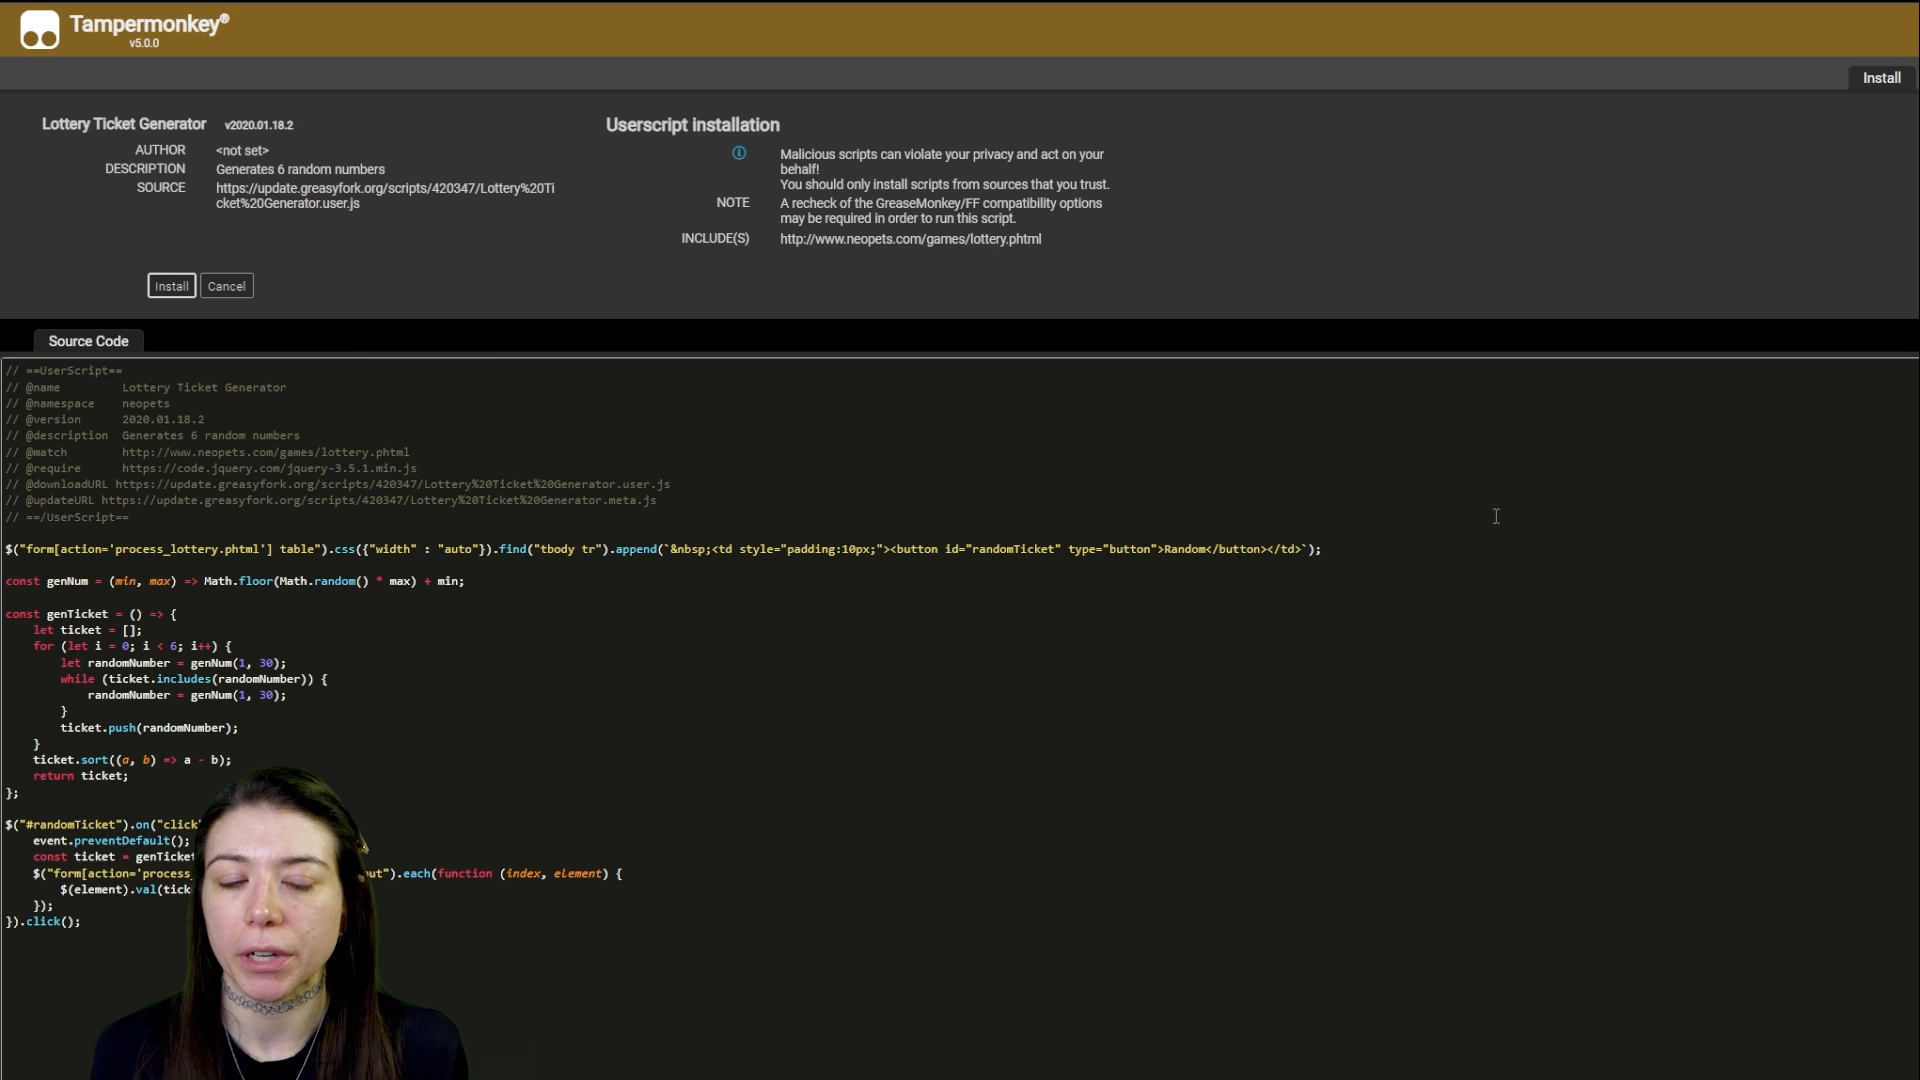 Tampermonkey®
v5.0.0
Install
Lottery Ticket Generator v2020.01.18.2
AUTHOR <not set>
DESCRIPTION Generates 6 random numbers
SOURCE https://update.greasyfork.org/scripts/420347/Lottery%20Ti
cket%20Generator.user.js
Userscript installation
Malicious scripts can violate your privacy and act on your
behalf!
You should only install scripts from sources that you trust.
NOTE A recheck of the GreaseMonkey/FF compatibility options
may be required in order to run this script.
INCLUDE(S) http://www.neopets.com/games/lottery.phtml
Install Cancel
Source Code
// ==UserScript==
// @name Lottery Ticket Generator
// @namespace neopets
// @version 2020.01.18.2
// @description Generates 6 random numbers
// @match http://www.neopets.com/games/lottery.phtml
// @require https://code.jquery.com/jquery-3.5.1.min.js
// @downloadURL https://update.greasyfork.org/scripts/420347/Lottery%20Ticket%20Generator.user.js
// @updateURL https://update.greasyfork.org/scripts/420347/Lottery%20Ticket%20Generator.meta.js
// ==/UserScript==
$("form[action='process_lottery.phtml'] table").css({"width" : "auto"}).find("tbody tr").append(`&nbsp;<td style="padding:10px;"><button id="randomTicket" type="button">Random</button></td>`);
const genNum = (min, max) => Math.floor(Math.random() * max) + min;
const genTicket = () => {
let ticket = [];
for (let i = 0; i < 6; i++) {
let randomNumber = genNum(1, 30);
while (ticket.includes(randomNumber)) {
randomNumber = genNum(1, 30);
}
ticket.push(randomNumber);
}
ticket.sort((a, b) => a - b);
return ticket;
};
$("#randomTicket").on("click"
event.preventDefault();
const ticket = genTicket
$("form[action='process_ ut").each(function (index, element) {
$(element).val(tick
});
}).click();